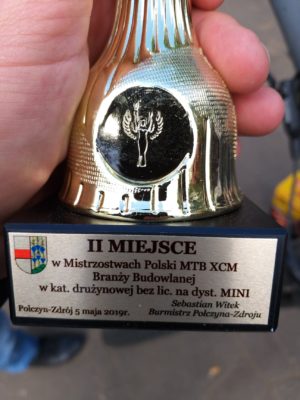 II MIEJSCE
w Mistrzostwach Polski MTB XCM
Branży Budowlanej
w kat. drużynowej bez lic. na dyst. MINI
Sebastian Witek
Połczyn-Zdrój 5 maja 2019r. Burmistrz Połczyna-Zdroju